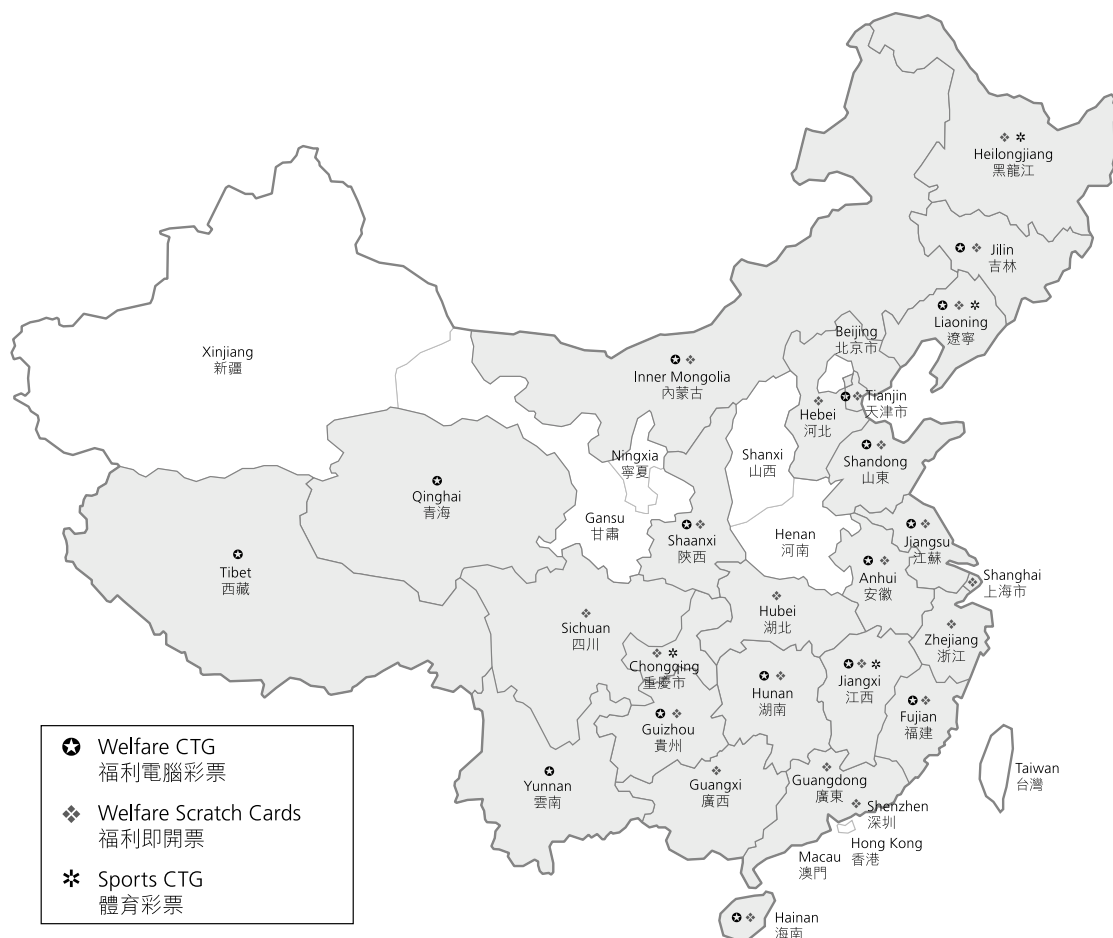 Heilongjiang
黑龍江
Jilin
吉林
Liaoning
遼寧
Beijing
北京市
Xinjiang
新疆
Inner Mongolia
內蒙古
Tianjin
天津市
Hebei
河北
Ningxia
寧夏
Shanxi
山西
Shandong
山東
Qinghai
青海
Gansu
甘肅
Shaanxi
陝西
Henan
河南
Jiangsu
江蘇
Tibet
西藏
Anhui
安徽
Shanghai
上海市
Sichuan
四川
Hubei
湖北
Zhejiang
浙江
Chongqing
重慶市
Hunan
湖南
Jiangxi
江西
Guizhou
貴州
Fujian
福建
Yunnan
雲南
Guangxi
廣西
Guangdong
廣東
Taiwan
台灣
Shenzhen
深圳
Hong Kong
香港
Macau
澳門
Hainan
海南
Welfare CTG
福利電腦彩票
Welfare Scratch Cards
福利即開票
Sports CTG
體育彩票